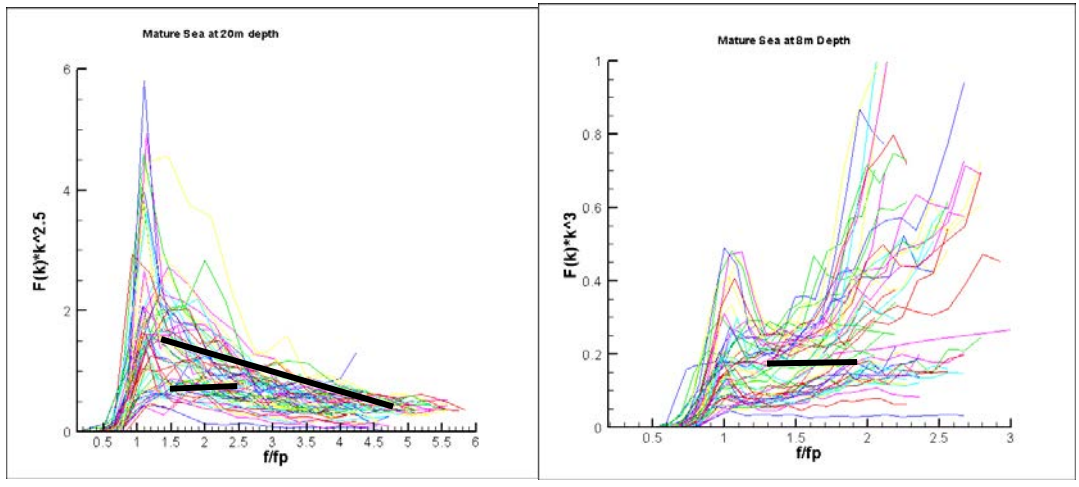 Mature Sea at 20m depth
6
4
2
0
F(k)*k^2.5
0.5 1 1.5 2 2.5 3 3.5 4 4.5 5 5.5 6
f/fp
Mature Sea at 8m Depth
1
0.8
0.6
0.4
0.2
0
F(k)*k^3
0.5 1 1.5 2 2.5 3
f/fp